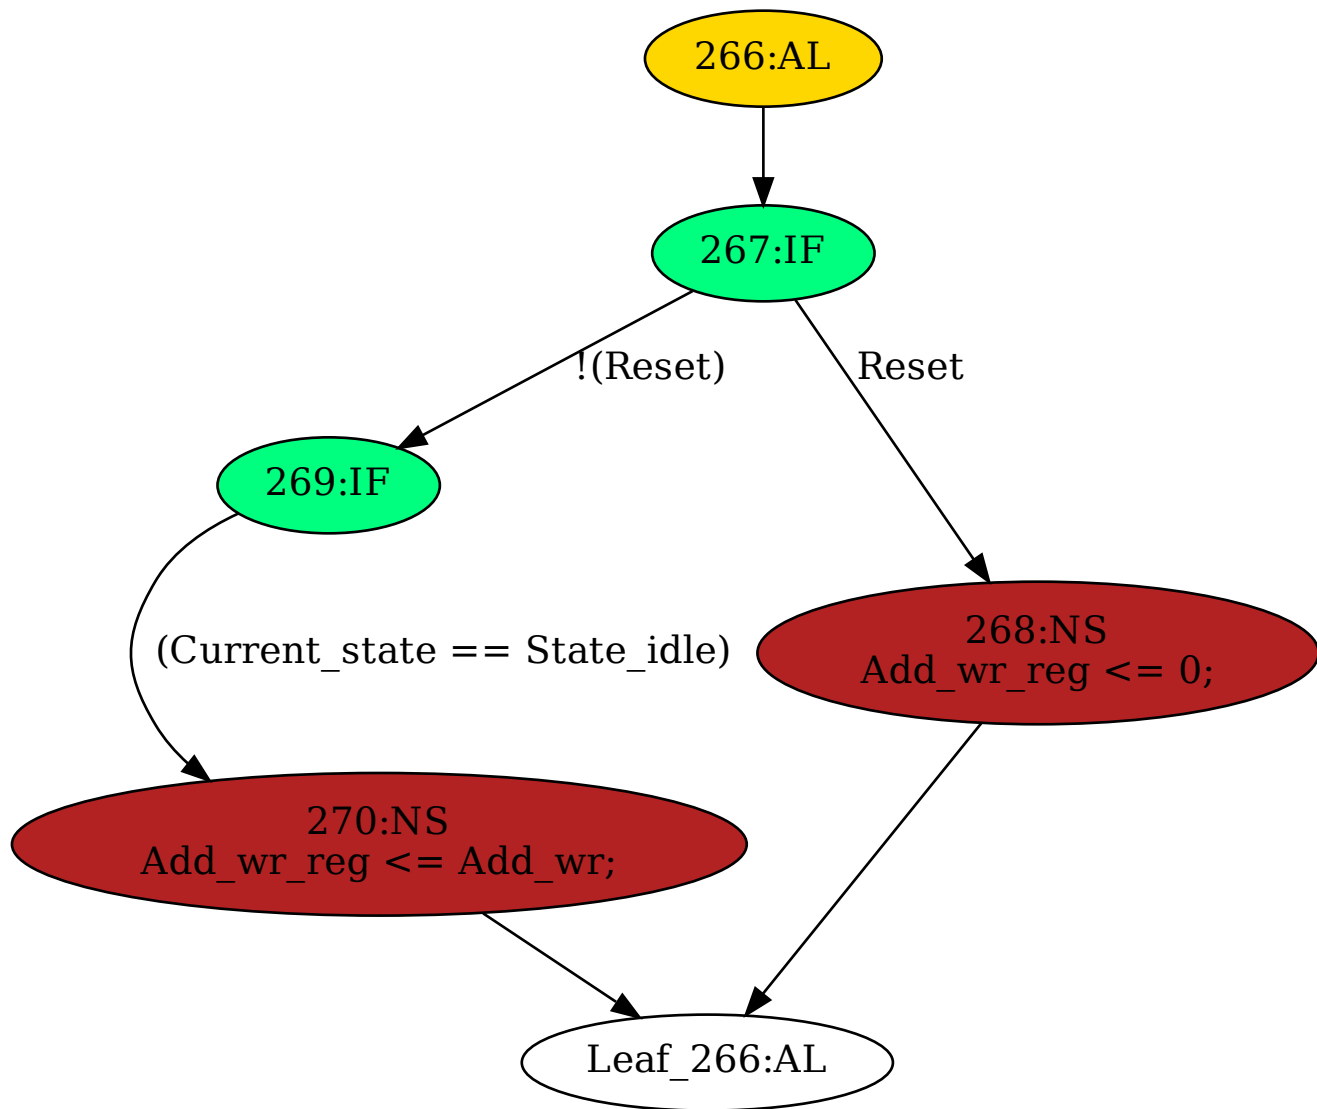 266:AL
267:IF
!(Reset)
Reset
269:IF
(Current_state == State_idle)
268:NS
Add_wr_reg <= 0;
270:NS
Add_wr_reg <= Add_wr;
Leaf_266:AL